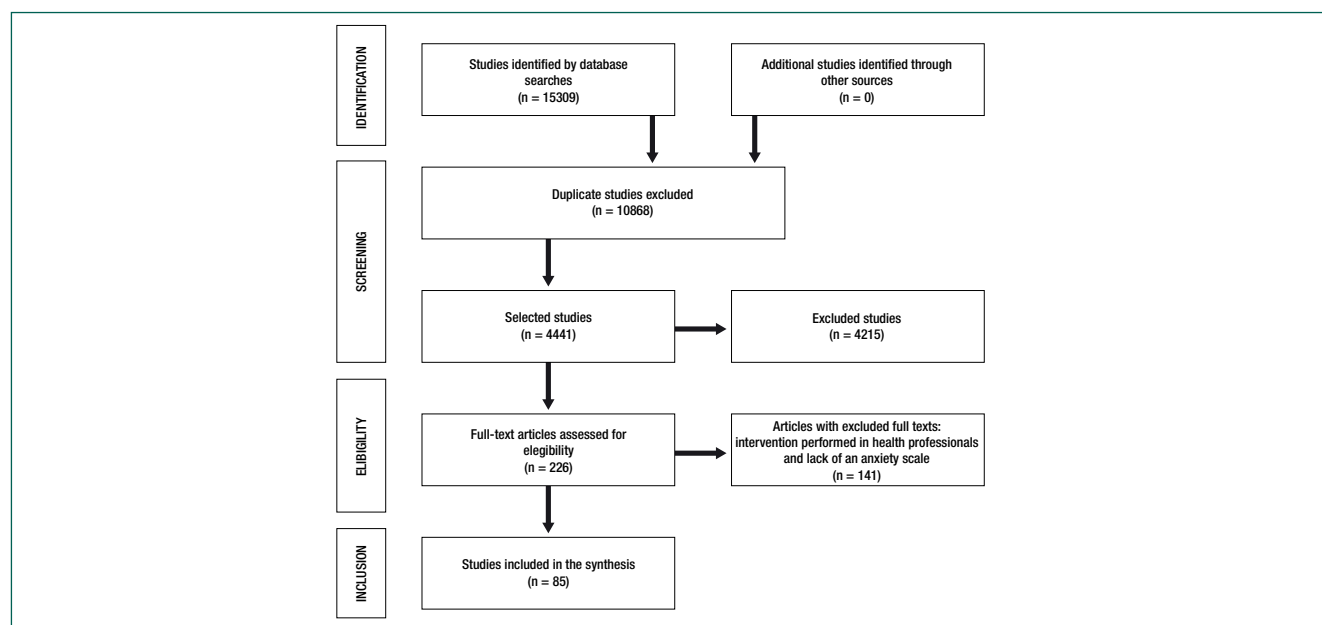 IDENTIFICATION
Studies identified by database
searches
(n = 15309)
Additional studies identified through
other sources
(n = 0)
SCREENING
Duplicate studies excluded
(n = 10868)
Selected studies
(n = 4441)
Excluded studies
(n = 4215)
ELIBIGILITY
Full-text articles assessed for
elegibility
(n = 226)
Articles with excluded full texts:
intervention performed in health professionals
and lack of an anxiety scale
(n = 141)
INCLUSION
Studies included in the synthesis
(n = 85)